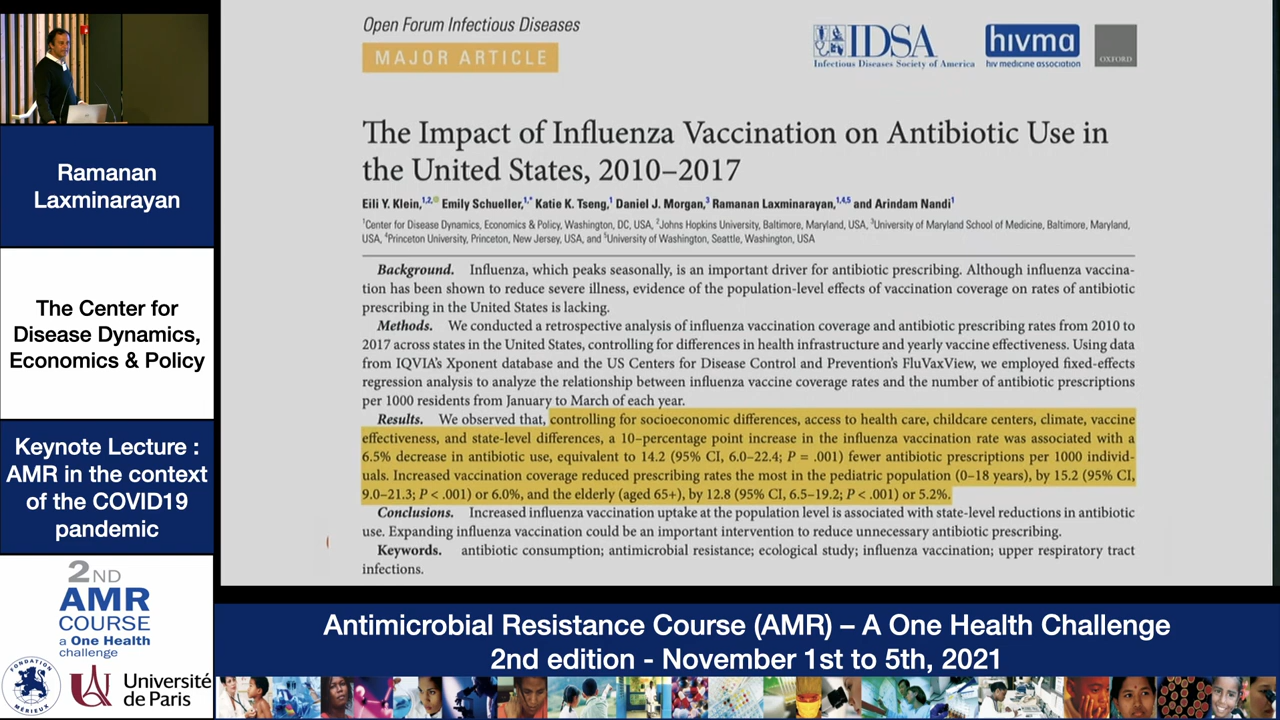 Open Forum Infectious Diseases
MAJOR ARTICLE
IDSA
Infectious Diseases Society of America
hivma
hiv medicine association
OXFORD
The Impact of Influenza Vaccination on Antibiotic Use in
the United States, 2010–2017
Eili Y. Klein,1,2, Emily Schueller,1,* Katie K. Tseng,1 Daniel J. Morgan,3 Ramanan Laxminarayan,1,4,5 and Arindam Nandi1
1Center for Disease Dynamics, Economics & Policy, Washington, DC, USA, 2Johns Hopkins University, Baltimore, Maryland, USA, 3University of Maryland School of Medicine, Baltimore, Maryland,
USA, 4Princeton University, Princeton, New Jersey, USA, and 5University of Washington, Seattle, Washington, USA
Background. Influenza, which peaks seasonally, is an important driver for antibiotic prescribing. Although influenza vaccina-
tion has been shown to reduce severe illness, evidence of the population-level effects of vaccination coverage on rates of antibiotic
prescribing in the United States is lacking.
Methods. We conducted a retrospective analysis of influenza vaccination coverage and antibiotic prescribing rates from 2010 to
2017 across states in the United States, controlling for differences in health infrastructure and yearly vaccine effectiveness. Using data
from IQVIA's Xponent database and the US Centers for Disease Control and Prevention's FluVaxView, we employed fixed-effects
regression analysis to analyze the relationship between influenza vaccine coverage rates and the number of antibiotic prescriptions
per 1000 residents from January to March of each year.
Results. We observed that, controlling for socioeconomic differences, access to health care, childcare centers, climate, vaccine
effectiveness, and state-level differences, a 10–percentage point increase in the influenza vaccination rate was associated with a
6.5% decrease in antibiotic use, equivalent to 14.2 (95% CI, 6.0–22.4; P = .001) fewer antibiotic prescriptions per 1000 individ-
uals. Increased vaccination coverage reduced prescribing rates the most in the pediatric population (0–18 years), by 15.2 (95% CI,
9.0–21.3; P < .001) or 6.0%, and the elderly (aged 65+), by 12.8 (95% CI, 6.5–19.2; P < .001) or 5.2%.
Conclusions. Increased influenza vaccination uptake at the population level is associated with state-level reductions in antibiotic
use. Expanding influenza vaccination could be an important intervention to reduce unnecessary antibiotic prescribing.
Keywords. antibiotic consumption; antimicrobial resistance; ecological study; influenza vaccination; upper respiratory tract
infections.
Ramanan
Laxminarayan
The Center for
Disease Dynamics,
Economics & Policy
Keynote Lecture :
AMR in the context
of the COVID19
pandemic
2ND
AMR
COURSE
a One Health
challenge
FONDATION
MÉRIEUX
Université
de Paris
Antimicrobial Resistance Course (AMR) – A One Health Challenge
2nd edition - November 1st to 5th, 2021